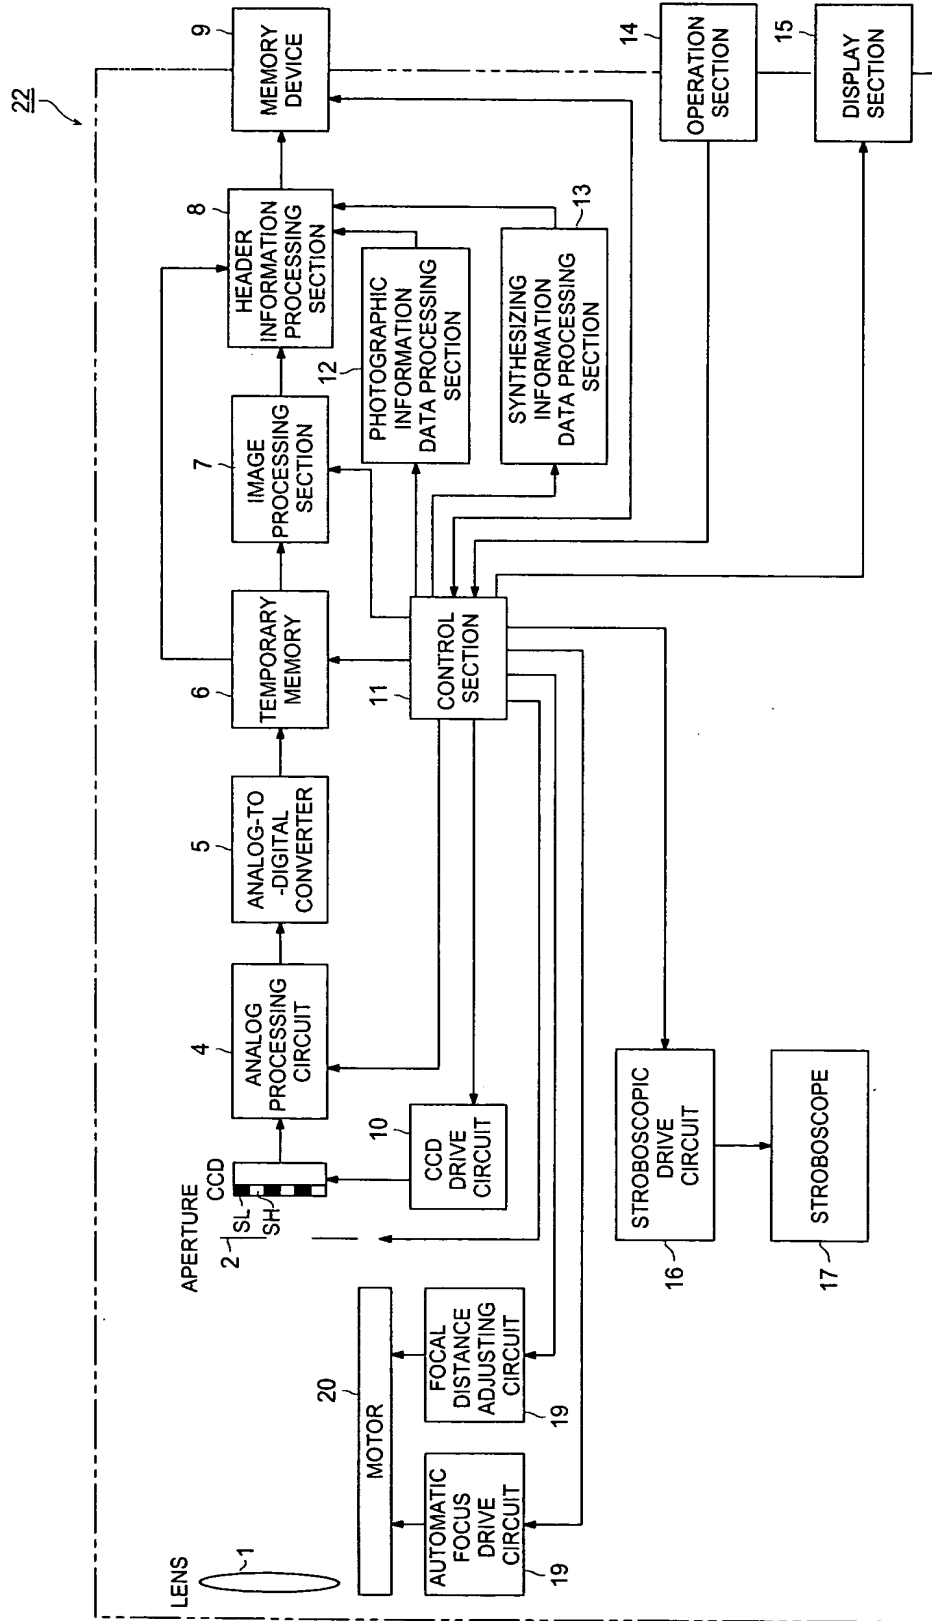 22
LENS
1
APERTURE
2
CCD
SL
SH
4
ANALOG
PROCESSING
CIRCUIT
5
ANALOG-TO
-DIGITAL
CONVERTER
6
TEMPORARY
MEMORY
7
IMAGE
PROCESSING
SECTION
8
HEADER
INFORMATION
PROCESSING
SECTION
9
MEMORY
DEVICE
20
MOTOR
AUTOMATIC
FOCUS
DRIVE
CIRCUIT
19
FOCAL
DISTANCE
ADJUSTING
CIRCUIT
19
10
CCD
DRIVE
CIRCUIT
11
CONTROL
SECTION
12
PHOTOGRAPHIC
INFORMATION
DATA PROCESSING
SECTION
SYNTHESIZING
INFORMATION
DATA PROCESSING
SECTION
13
STROBOSCOPIC
DRIVE
CIRCUIT
16
STROBOSCOPE
17
14
OPERATION
SECTION
15
DISPLAY
SECTION